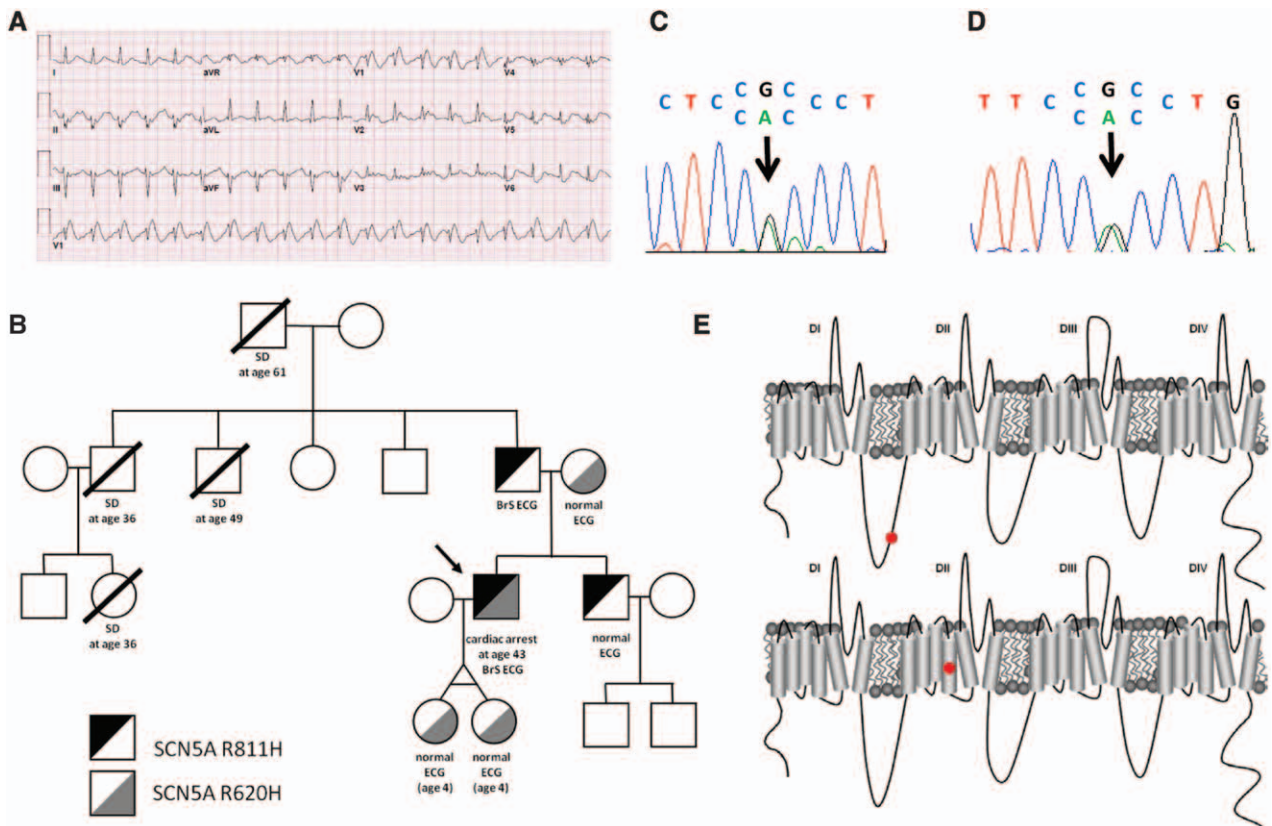 A
I aVR V1 V4
II aVL V2 V5
III aVF V3 V6
V1
B
SD
at age 61
SD
at age 36
SD
at age 49
BrS ECG
normal
ECG
SD
at age 36
cardiac arrest
at age 43
BrS ECG
normal
ECG
normal
ECG
(age 4)
normal
ECG
(age 4)
SCN5A R811H
SCN5A R620H
C
C T C C G C C C T
C A C
D
T T C C G C C T G
C A C
E
DI DII DIII DIV
DI DII DIII DIV